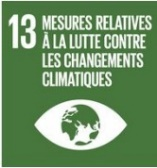 13 MESURES RELATIVES
À LA LUTTE CONTRE
LES CHANGEMENTS
CLIMATIQUES